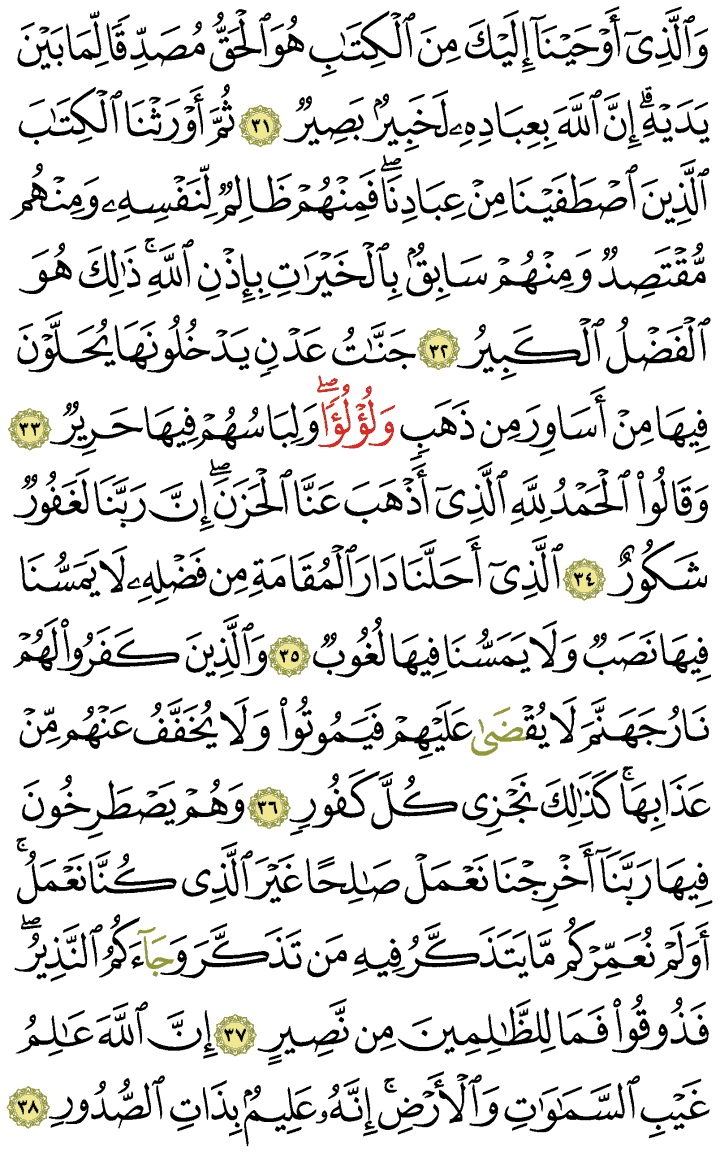 وَٱلَّذِىٓ أَوْحَيْنَآ إِلَيْكَ مِنَ ٱلْكِتَٰبِ هُوَ ٱلْحَقُّ مُصَدِّقًا لِّمَا بَيْنَ
يَدَيْهِۗ إِنَّ ٱللَّهَ بِعِبَادِهِۦ لَخَبِيرٌۢ بَصِيرٌ ٣١ ثُمَّ أَوْرَثْنَا ٱلْكِتَٰبَ
ٱلَّذِينَ ٱصْطَفَيْنَا مِنْ عِبَادِنَاۖ فَمِنْهُمْ ظَالِمٌ لِّنَفْسِهِۦ وَمِنْهُم
مُّقْتَصِدٌ وَمِنْهُمْ سَابِقٌۢ بِٱلْخَيْرَٰتِ بِإِذْنِ ٱللَّهِۚ ذَٰلِكَ هُوَ
ٱلْفَضْلُ ٱلْكَبِيرُ ٣٢ جَنَّٰتُ عَدْنٍ يَدْخُلُونَهَا يُحَلَّوْنَ
فِيهَا مِنْ أَسَاوِرَ مِن ذَهَبٍ وَلُؤْلُؤًاۖ وَلِبَاسُهُمْ فِيهَا حَرِيرٌ ٣٣
وَقَالُوا۟ ٱلْحَمْدُ لِلَّهِ ٱلَّذِىٓ أَذْهَبَ عَنَّا ٱلْحَزَنَۖ إِنَّ رَبَّنَا لَغَفُورٌ
شَكُورٌ ٣٤ ٱلَّذِىٓ أَحَلَّنَا دَارَ ٱلْمُقَامَةِ مِن فَضْلِهِۦ لَا يَمَسُّنَا
فِيهَا نَصَبٌ وَلَا يَمَسُّنَا فِيهَا لُغُوبٌ ٣٥ وَٱلَّذِينَ كَفَرُوا۟ لَهُمْ
نَارُ جَهَنَّمَ لَا يُقْضَىٰ عَلَيْهِمْ فَيَمُوتُوا۟ وَلَا يُخَفَّفُ عَنْهُم مِّنْ
عَذَابِهَاۚ كَذَٰلِكَ نَجْزِى كُلَّ كَفُورٍ ٣٦ وَهُمْ يَصْطَرِخُونَ
فِيهَا رَبَّنَآ أَخْرِجْنَا نَعْمَلْ صَٰلِحًا غَيْرَ ٱلَّذِى كُنَّا نَعْمَلُۚ
أَوَلَمْ نُعَمِّرْكُم مَّا يَتَذَكَّرُ فِيهِ مَن تَذَكَّرَ وَجَآءَكُمُ ٱلنَّذِيرُۖ
فَذُوقُوا۟ فَمَا لِلظَّٰلِمِينَ مِن نَّصِيرٍ ٣٧ إِنَّ ٱللَّهَ عَٰلِمُ
غَيْبِ ٱلسَّمَٰوَٰتِ وَٱلْأَرْضِۚ إِنَّهُۥ عَلِيمٌۢ بِذَاتِ ٱلصُّدُورِ ٣٨